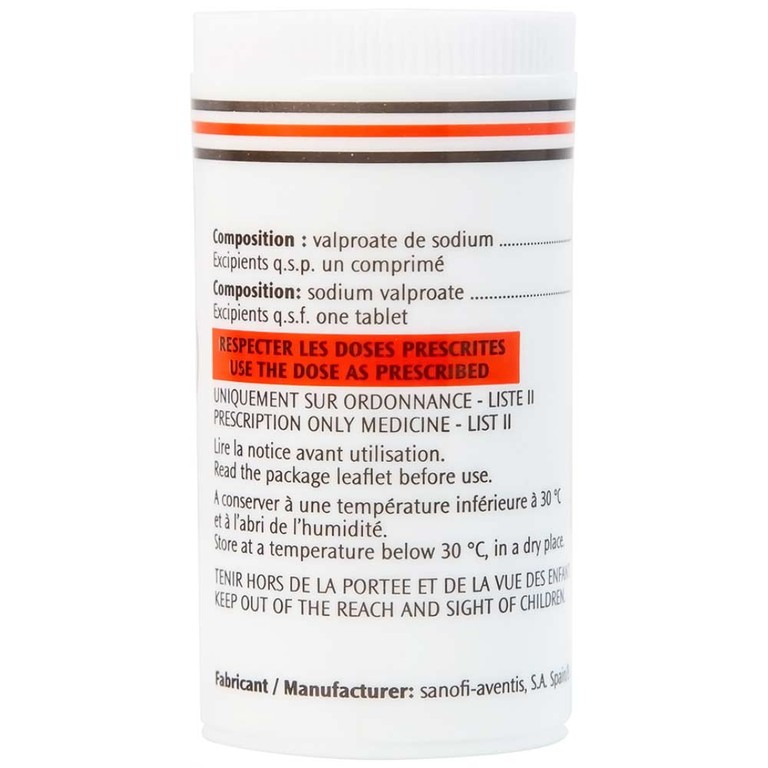 Composition : valproate de sodium ....................
Excipients q.s.p. un comprimé
Composition: sodium valproate .........................
Excipients q.s.f. one tablet
RESPECTER LES DOSES PRESCRITES
USE THE DOSE AS PRESCRIBED
UNIQUEMENT SUR ORDONNANCE - LISTE II
PRESCRIPTION ONLY MEDICINE - LIST II
Lire la notice avant utilisation.
Read the package leaflet before use.
A conserver à une température inférieure à 30 °C
et à l'abri de l'humidité.
Store at a temperature below 30 °C, in a dry place.
TENIR HORS DE LA PORTEE ET DE LA VUE DES
KEEP OUT OF THE REACH AND SIGHT OF CHILDREN
Fabricant / Manufacturer: sanofi-aventis, S.A. Spain